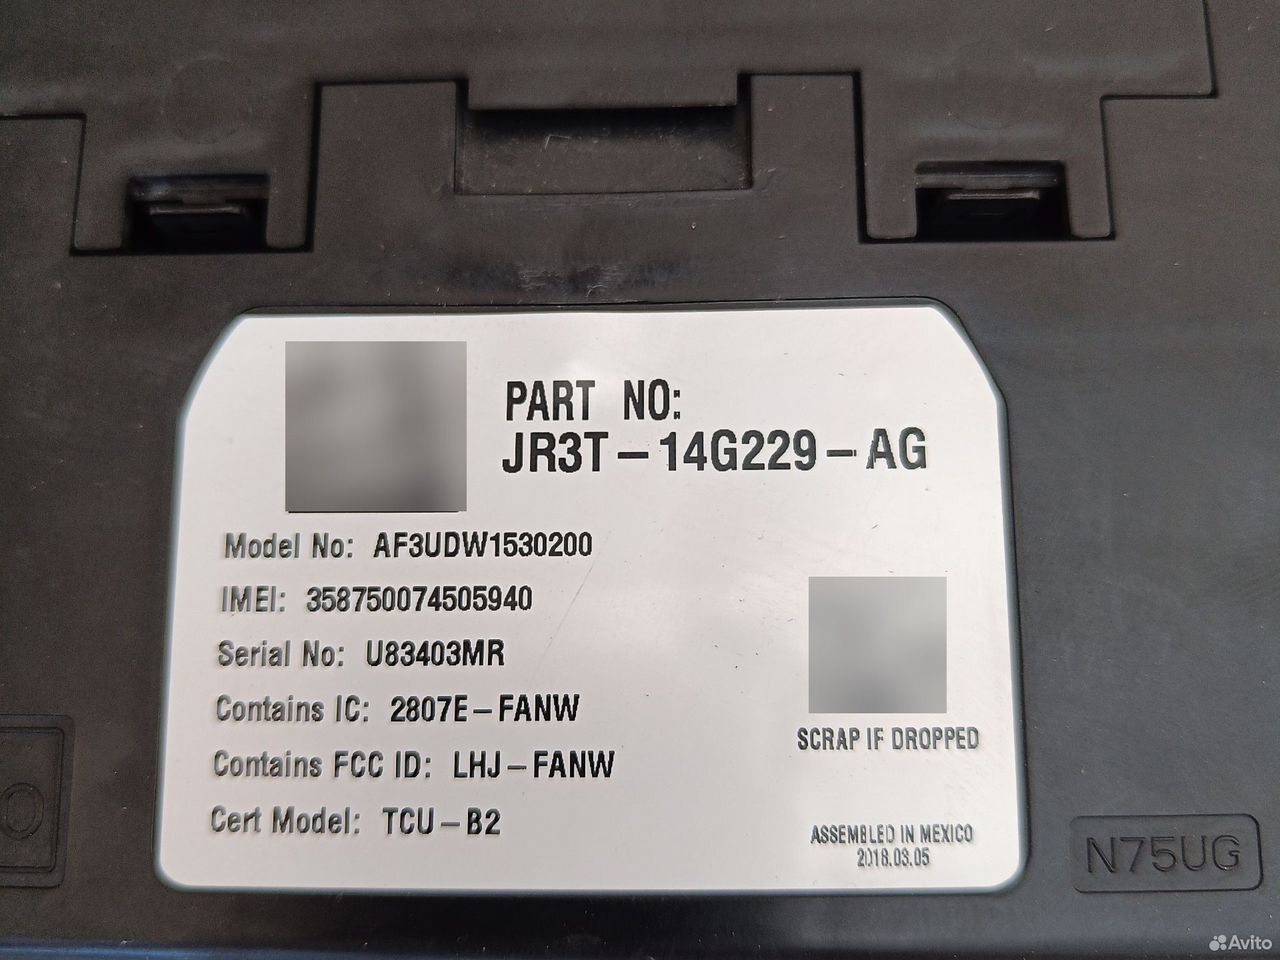 PART NO:
JR3T-14G229-AG
Model No: AF3UDW1530200
IMEI: 358750074505940
Serial No: U83403MR
Contains IC: 2807E-FANW
Contains FCC ID: LHJ-FANW
Cert Model: TCU-B2
SCRAP IF DROPPED
ASSEMBLED IN MEXICO
2018.03.05
N75UG
Avito